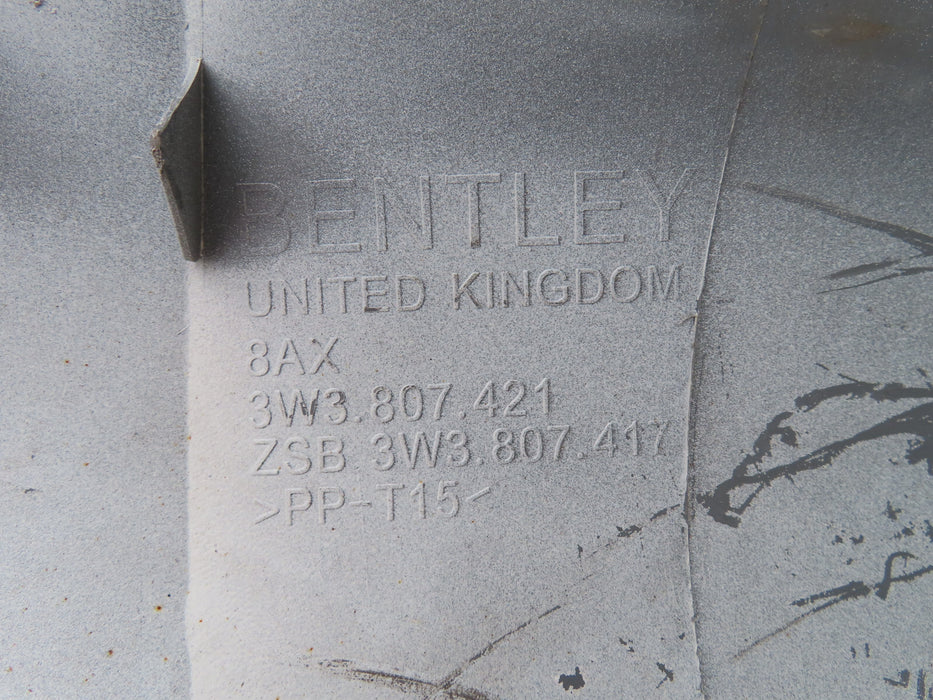 BENTLEY
UNITED KINGDOM
8AX
3W3.807.421
ZSB 3W3.807.417
>PP-T15<